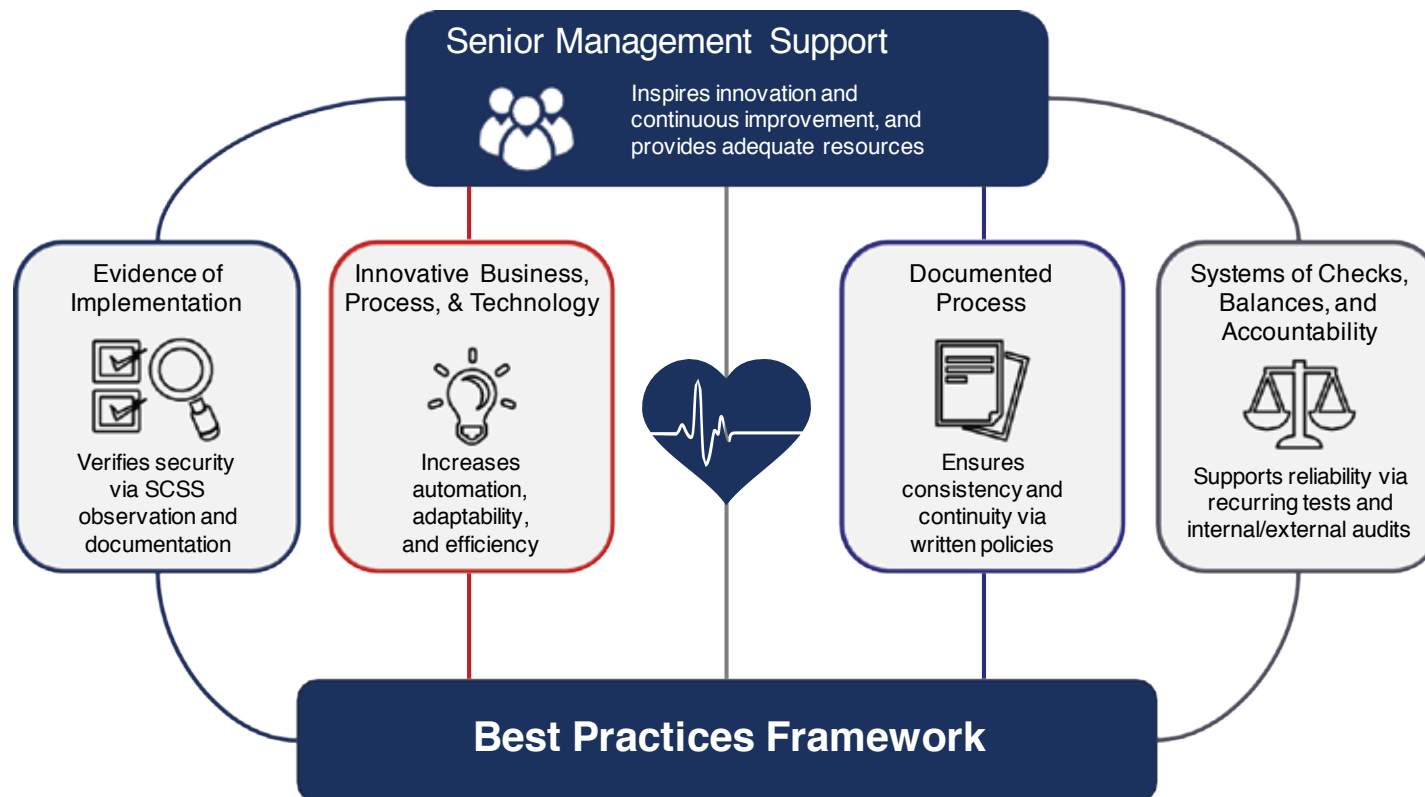 Senior Management Support
Inspires innovation and
continuous improvement, and
provides adequate resources
Evidence of
Implementation
Verifies security
via SCSS
observation and
documentation
Innovative Business,
Process, & Technology
Increases
automation,
adaptability,
and efficiency
Documented
Process
Ensures
consistency and
continuity via
written policies
Systems of Checks,
Balances, and
Accountability
Supports reliability via
recurring tests and
internal/external audits
Best Practices Framework